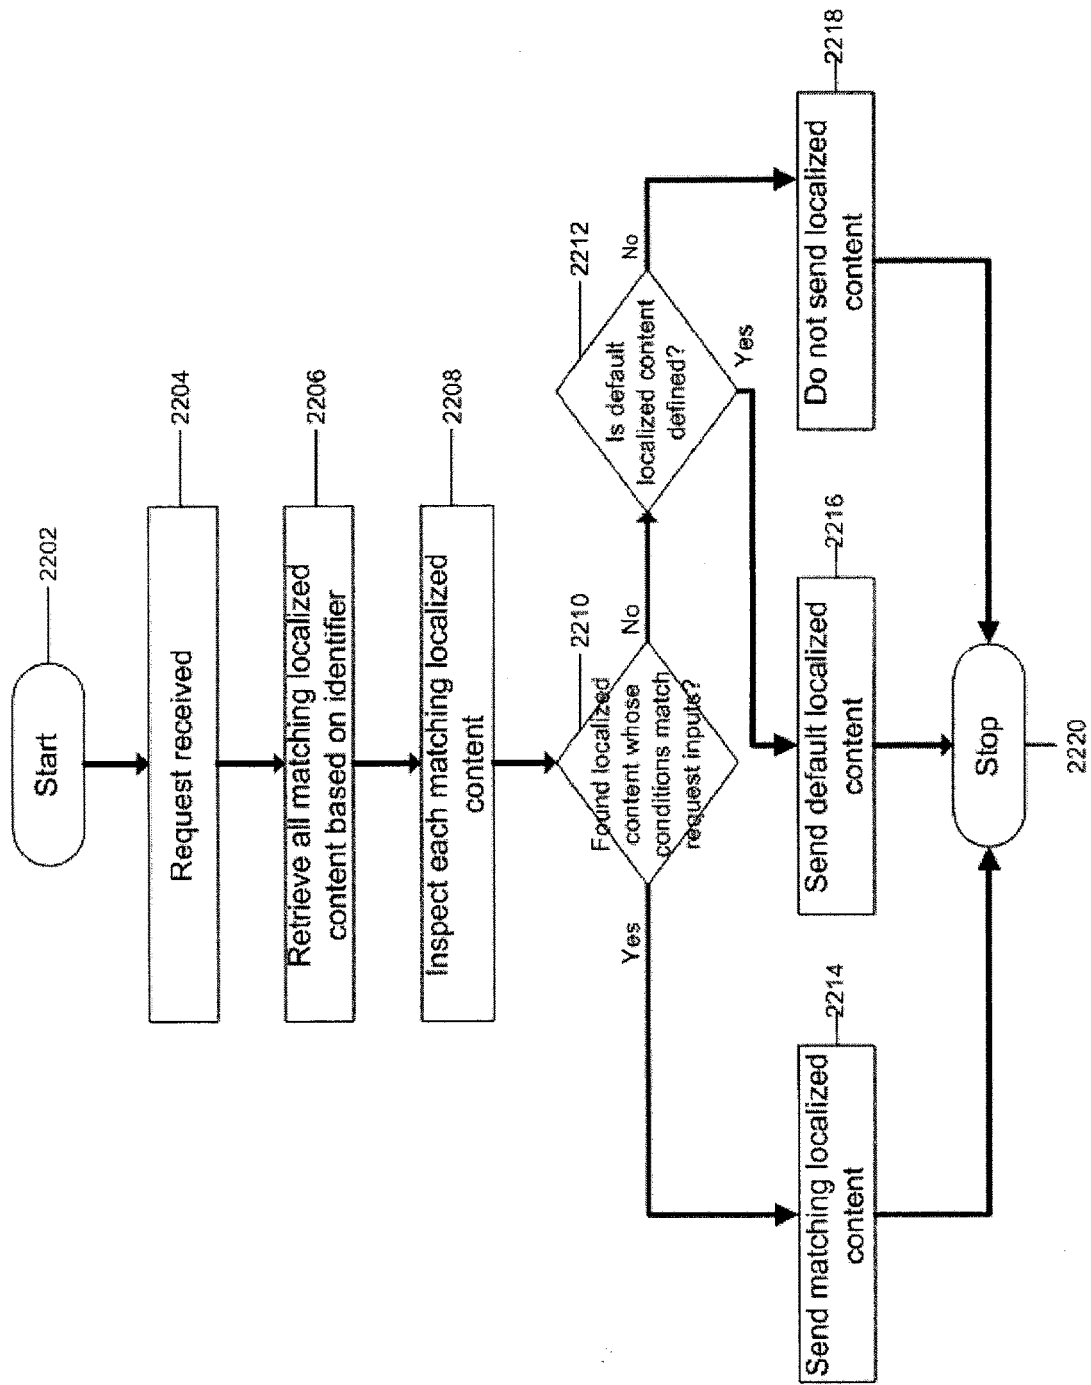 Start
2202
Request received
2204
Retrieve all matching localized
content based on identifier
2206
Inspect each matching localized
content
2208
Found localized
content whose
conditions match
request inputs?
2210
Yes
No
Is default
localized content
defined?
2212
No
Yes
Send matching localized
content
2214
Send default localized
content
2216
Do not send localized
content
2218
Stop
2220